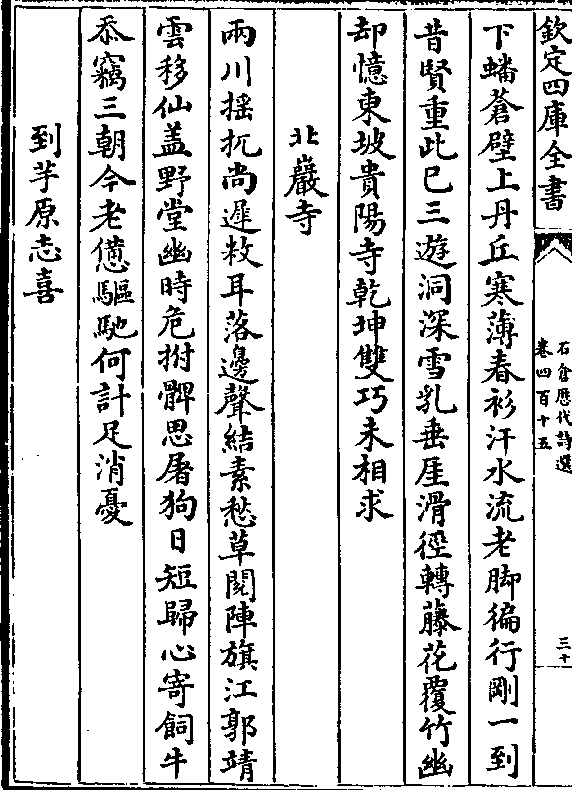 欽定四庫全書
石倉歷代詩選
卷四百十五
三十
下蟠蒼壁上丹丘寒薄春衫汗水流老脚徧行剛一到
昔賢重此巳三遊洞深雪乳垂厓滑徑轉藤花覆竹幽
却憶東坡貴陽寺乾坤雙巧未相求
北巖寺
兩川揺杌尚遲敉耳落邊聲結素愁草閲陣旗江郭靖
雲移仙盖野堂幽時危拊髀思屠狗日短歸心寄飼牛
忝竊三朝今老憊驅馳何計足消憂
到芋原志喜